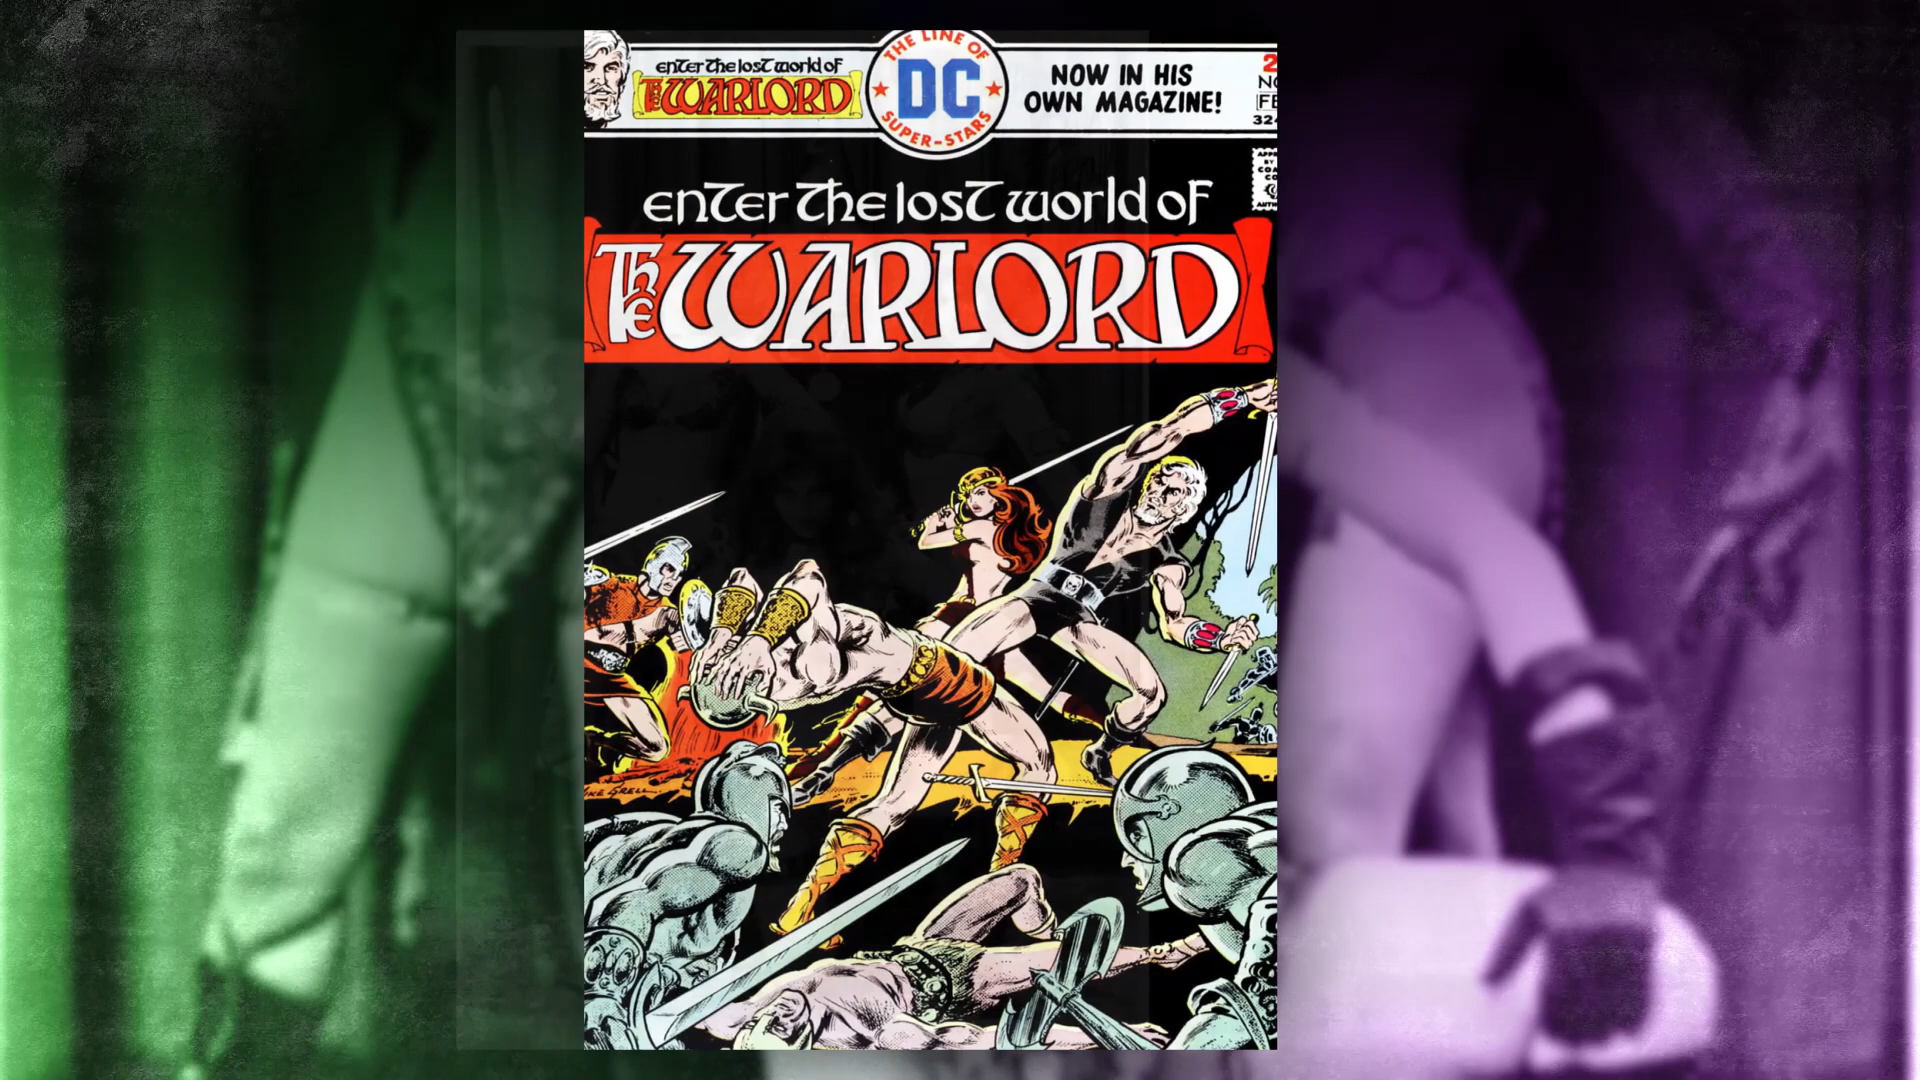 enter the lost world of
THE WARLORD
THE LINE OF
DC
SUPER-STARS
NOW IN HIS
OWN MAGAZINE!
enter the lost world of
THE WARLORD